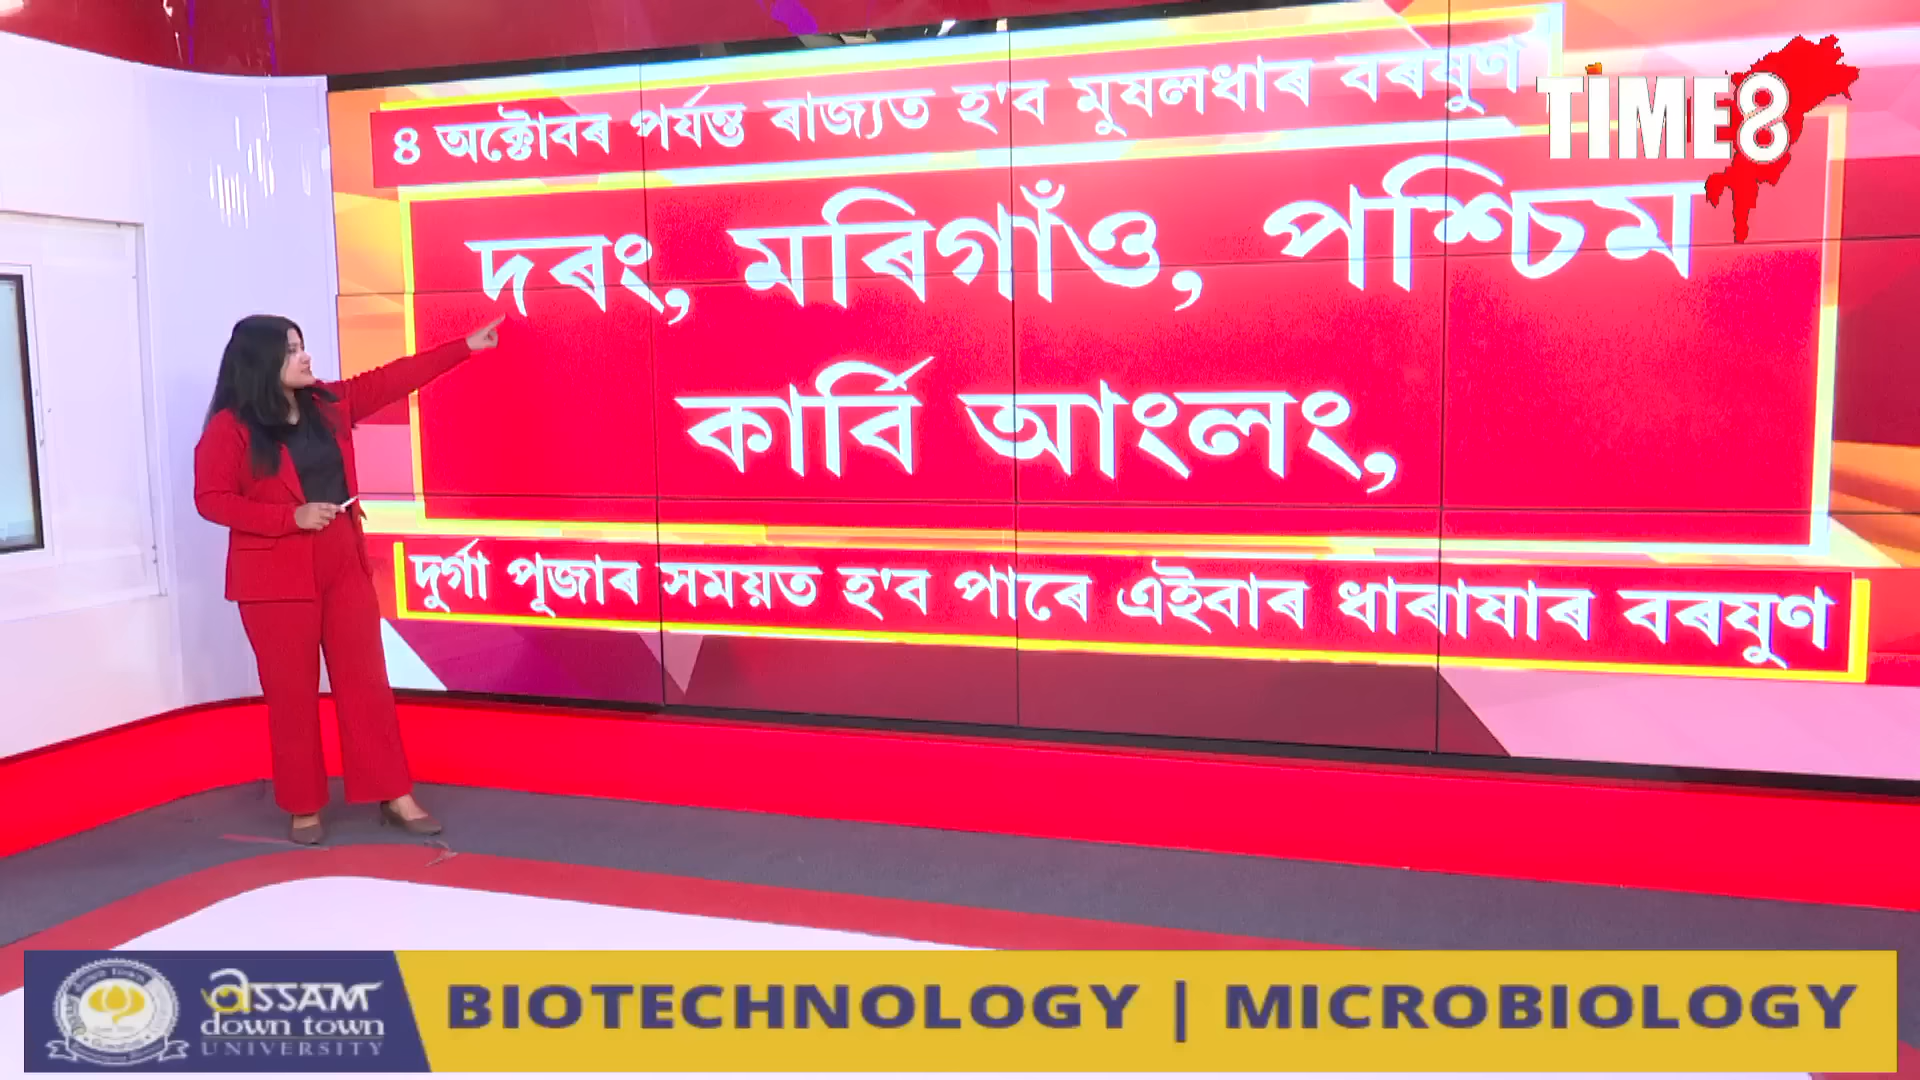 ৪ অক্টোবৰ পৰ্যন্ত ৰাজ্যত হ'ব মুষলধাৰ বৰষুণ
TIME8
দৰং, মৰিগাঁও, পশ্চিম
কাৰ্বি আংলং,
দুৰ্গা পূজাৰ সময়ত হ'ব পাৰে এইবাৰ ধাৰাষাৰ বৰষুণ
ASSAM
down town
UNIVERSITY
BIOTECHNOLOGY | MICROBIOLOGY